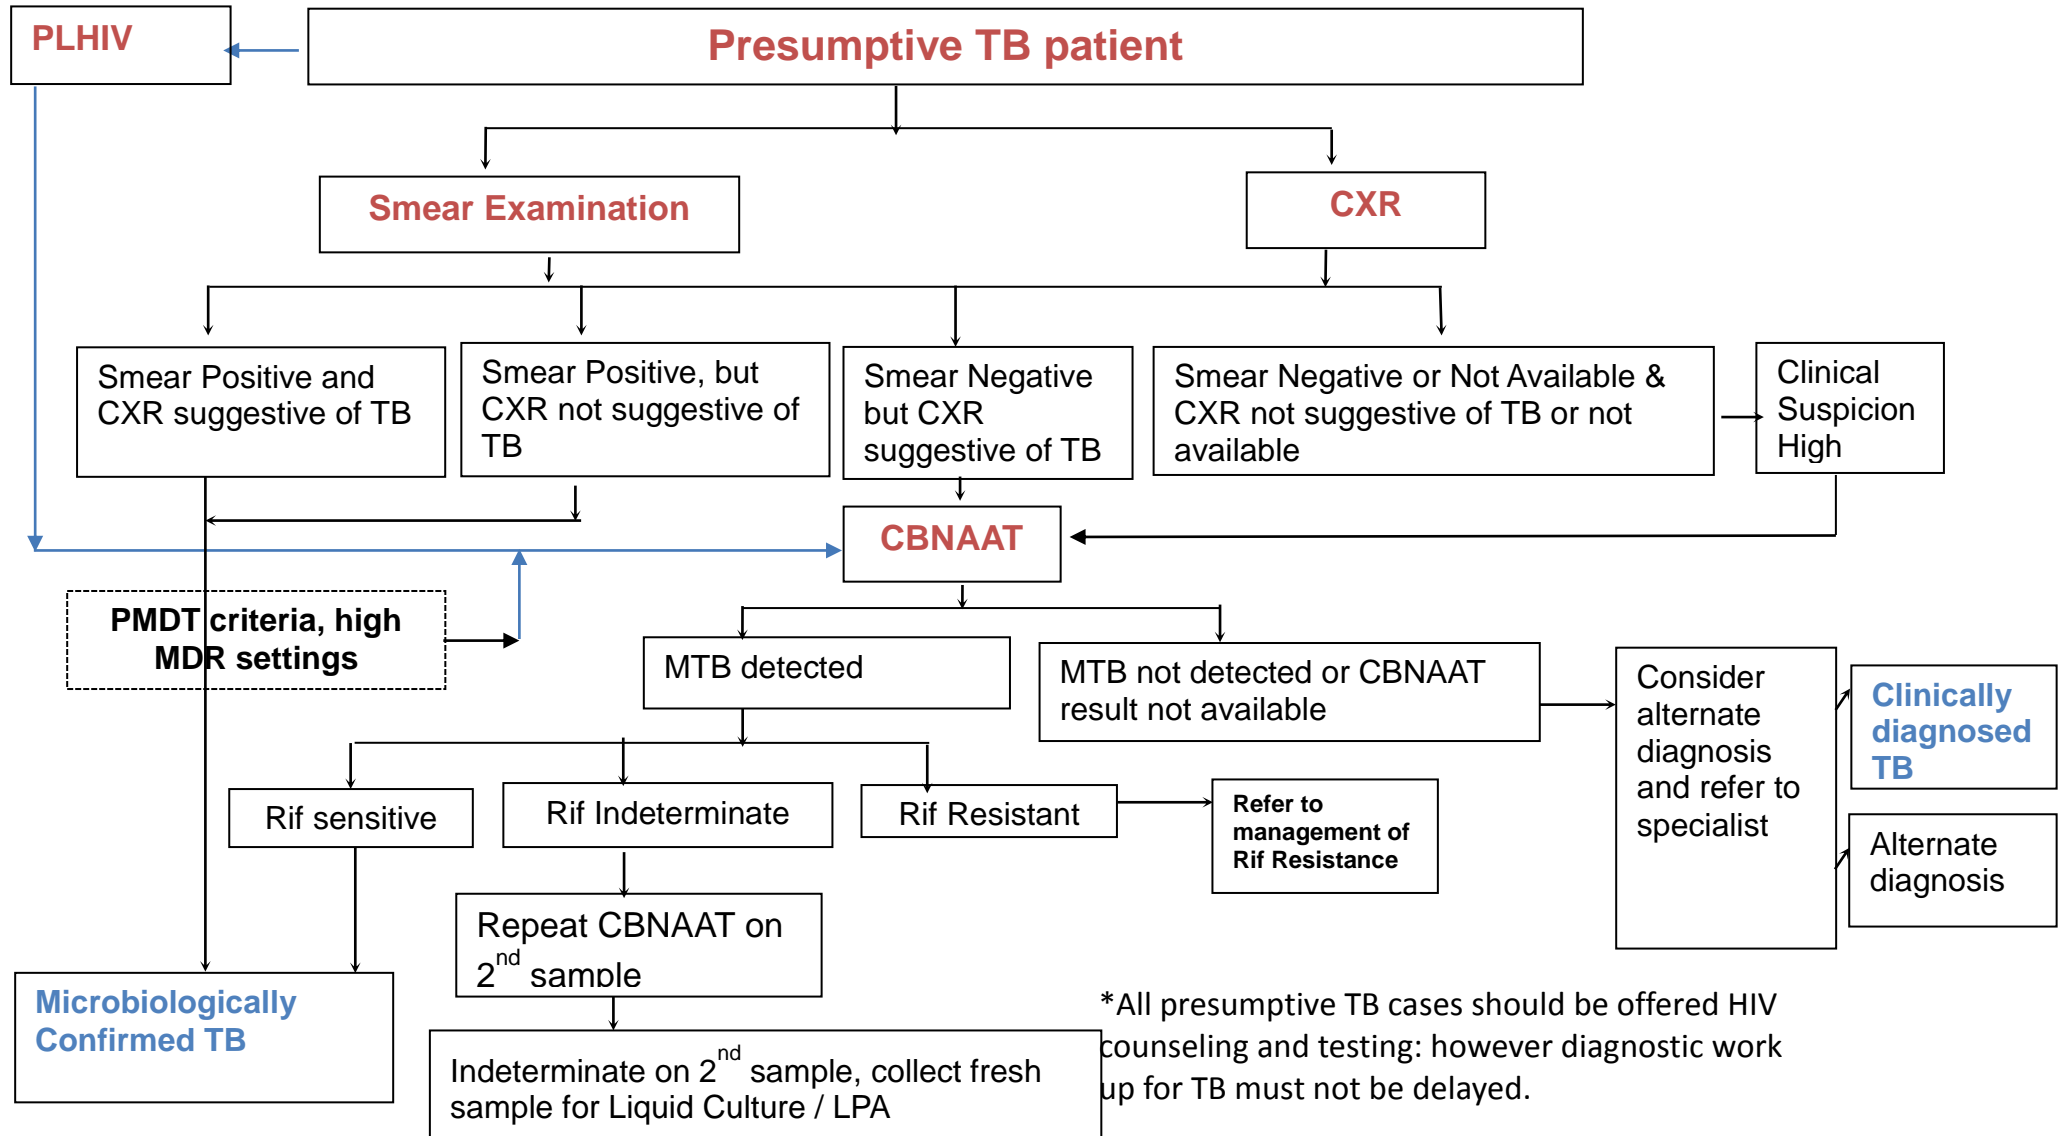 PLHIV
Presumptive TB patient
Smear Examination
CXR
Smear Positive and
CXR suggestive of TB
Smear Positive, but
CXR not suggestive of
TB
Smear Negative
but CXR
suggestive of TB
Smear Negative or Not Available &
CXR not suggestive of TB or not
available
Clinical
Suspicion
High
CBNAAT
PMDT criteria, high
MDR settings
MTB detected
MTB not detected or CBNAAT
result not available
Consider
alternate
diagnosis
and refer to
specialist
Clinically
diagnosed
TB
Alternate
diagnosis
Rif sensitive
Rif Indeterminate
Rif Resistant
Refer to
management of
Rif Resistance
Repeat CBNAAT on
2nd sample
Microbiologically
Confirmed TB
Indeterminate on 2nd sample, collect fresh
sample for Liquid Culture / LPA
*All presumptive TB cases should be offered HIV
counseling and testing: however diagnostic work
up for TB must not be delayed.